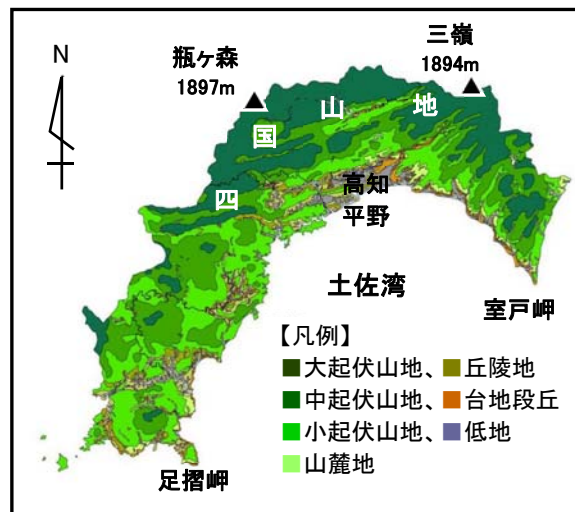 N
瓶ヶ森
1897m
三嶺
1894m
四国山地
高知
平野
土佐湾
室戸岬
足摺岬
【凡例】
大起伏山地、 丘陵地
中起伏山地、 台地段丘
小起伏山地、 低地
山麓地